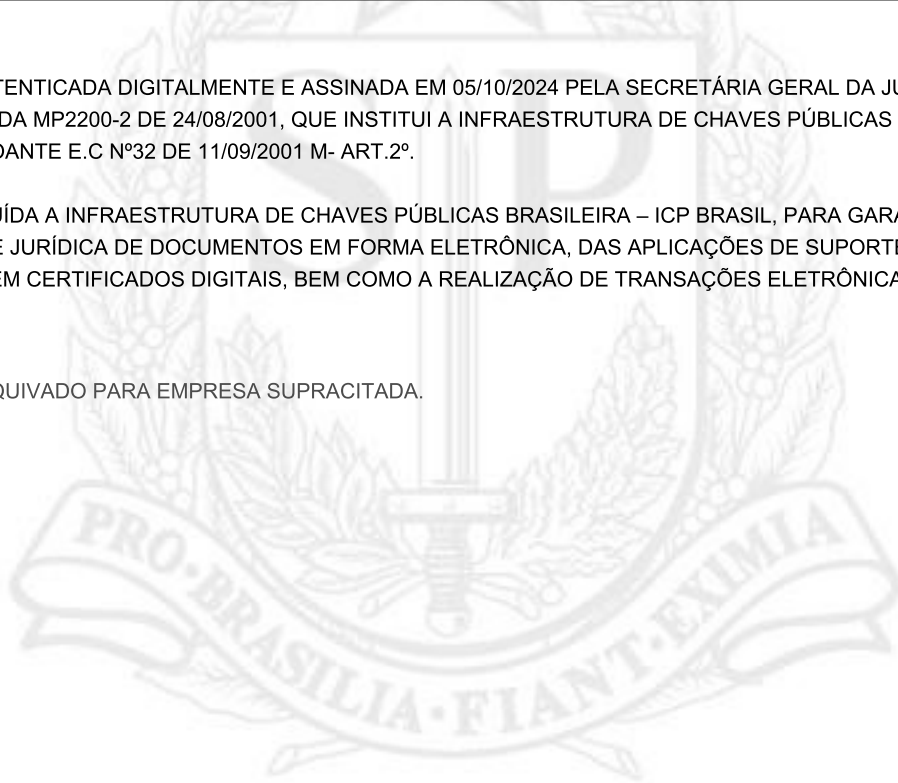 TENTICADA DIGITALMENTE E ASSINADA EM 05/10/2024 PELA SECRETÁRIA GERAL DA JU
DA MP2200-2 DE 24/08/2001, QUE INSTITUI A INFRAESTRUTURA DE CHAVES PÚBLICAS
DANTE E.C Nº32 DE 11/09/2001 M- ART.2º.
UÍDA A INFRAESTRUTURA DE CHAVES PÚBLICAS BRASILEIRA – ICP BRASIL, PARA GARA
E JURÍDICA DE DOCUMENTOS EM FORMA ELETRÔNICA, DAS APLICAÇÕES DE SUPORTE
EM CERTIFICADOS DIGITAIS, BEM COMO A REALIZAÇÃO DE TRANSAÇÕES ELETRÔNICA
QUIVADO PARA EMPRESA SUPRACITADA.
SP
PRO·BRASILIA·FIANT·EXIMIA